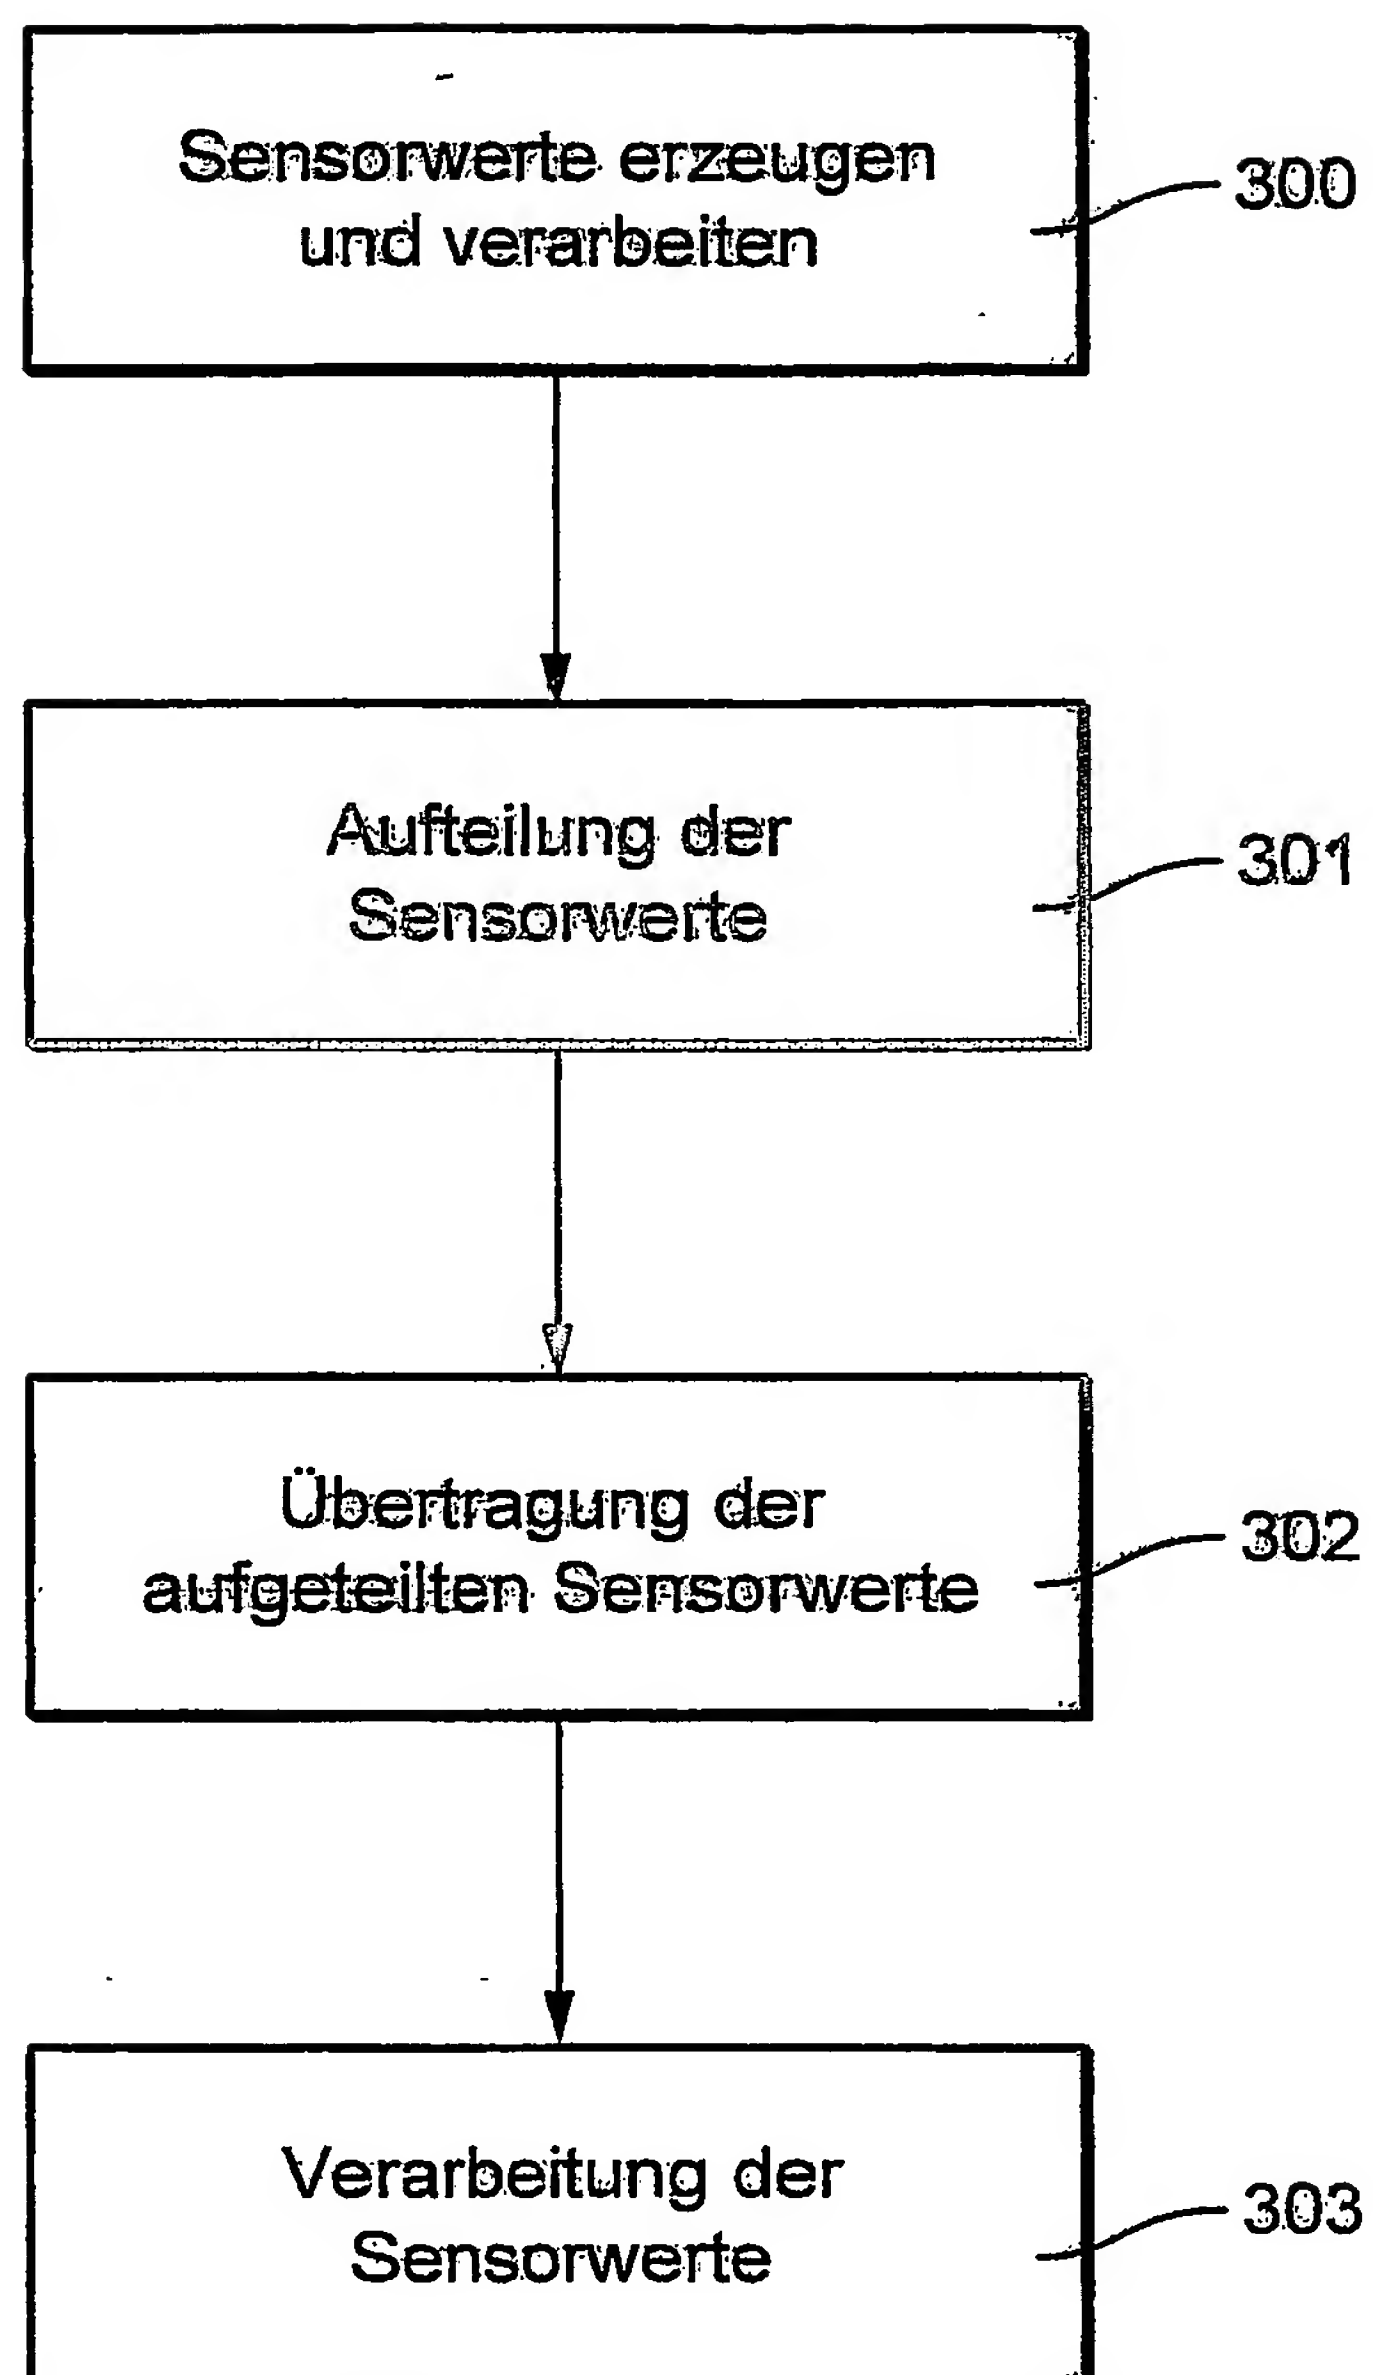 Sensorwerte erzeugen
und verarbeiten
300
Aufteilung der
Sensorwerte
301
Übertragung der
aufgeteilten Sensorwerte
302
Verarbeitung der
Sensorwerte
303